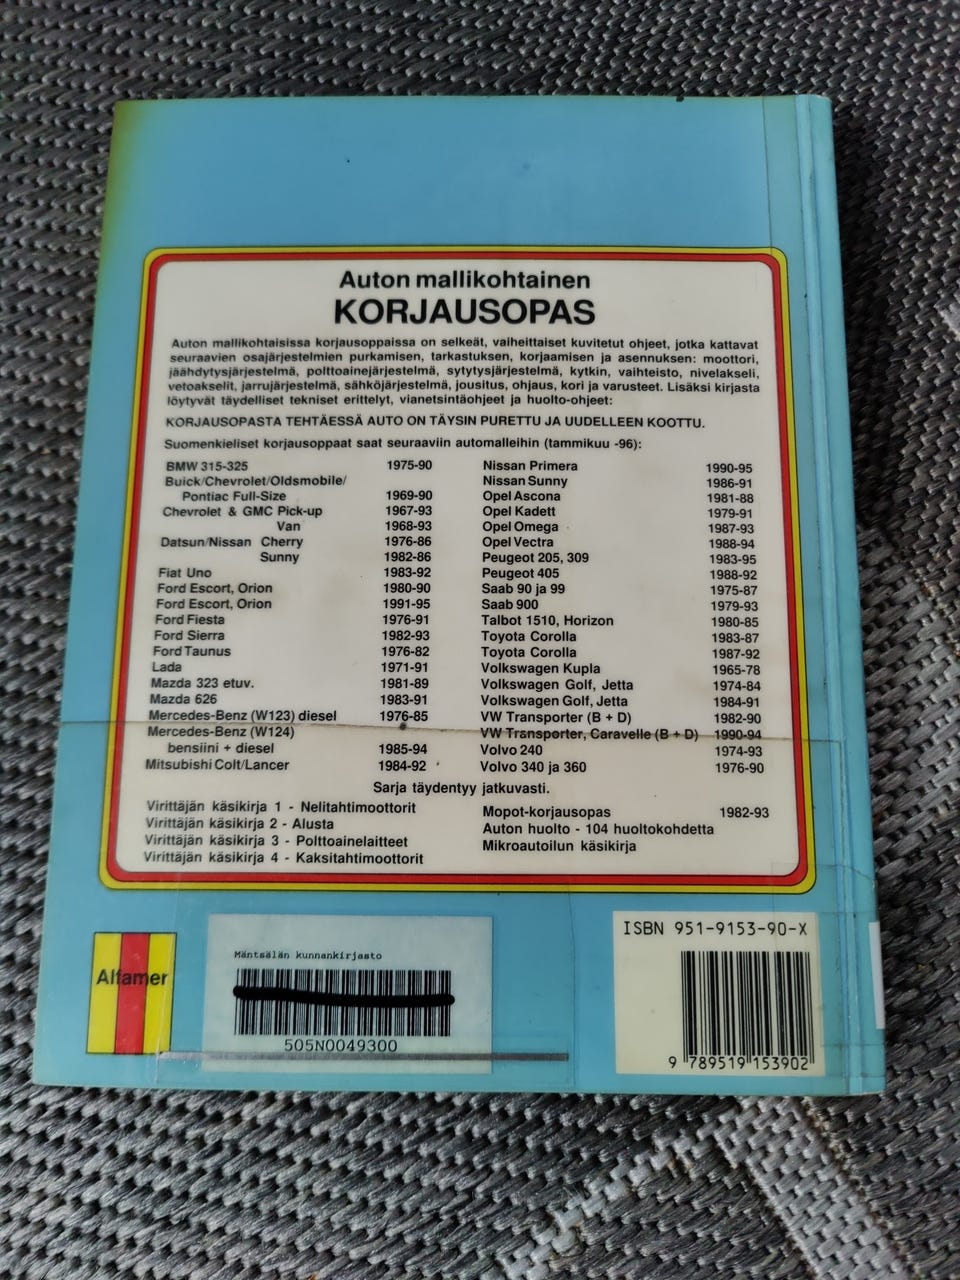 Auton mallikohtainen
KORJAUSOPAS
Auton mallikohtaisissa korjausoppaissa on selkeät, vaiheittaiset kuvitetut ohjeet, jotka kattavat
seuraavien osajärjestelmien purkamisen, tarkastuksen, korjaamisen ja asennuksen: moottori,
jäähdytysjärjestelmä, polttoainejärjestelmä, sytytysjärjestelmä, kytkin, vaihteisto, nivelakseli,
vetoakselit, jarrujärjestelmä, sähköjärjestelmä, jousitus, ohjaus, kori ja varusteet. Lisäksi kirjasta
löytyvät täydelliset tekniset erittelyt, vianetsintäohjeet ja huolto-ohjeet:
KORJAUSOPASTA TEHTÄESSÄ AUTO ON TÄYSIN PURETTU JA UUDELLEEN KOOTTU.
Suomenkieliset korjausoppaat saat seuraaviin automalleihin (tammikuu -96):
BMW 315-325 1975-90
Buick/Chevrolet/Oldsmobile/
Pontiac Full-Size 1969-90
Chevrolet & GMC Pick-up 1967-93
Van 1968-93
Datsun/Nissan Cherry 1976-86
Sunny 1982-86
Fiat Uno 1983-92
Ford Escort, Orion 1980-90
Ford Escort, Orion 1991-95
Ford Fiesta 1976-91
Ford Sierra 1982-93
Ford Taunus 1976-82
Lada 1971-91
Mazda 323 etuv. 1981-89
Mazda 626 1983-91
Mercedes-Benz (W123) diesel 1976-85
Mercedes-Benz (W124)
bensiini + diesel 1985-94
Mitsubishi Colt/Lancer 1984-92
Nissan Primera 1990-95
Nissan Sunny 1986-91
Opel Ascona 1981-88
Opel Kadett 1979-91
Opel Omega 1987-93
Opel Vectra 1988-94
Peugeot 205, 309 1983-95
Peugeot 405 1988-92
Saab 90 ja 99 1975-87
Saab 900 1979-93
Talbot 1510, Horizon 1980-85
Toyota Corolla 1983-87
Toyota Corolla 1987-92
Volkswagen Kupla 1965-78
Volkswagen Golf, Jetta 1974-84
Volkswagen Golf, Jetta 1984-91
VW Transporter (B + D) 1982-90
VW Transporter, Caravelle (B + D) 1990-94
Volvo 240 1974-93
Volvo 340 ja 360 1976-90
Sarja täydentyy jatkuvasti.
Virittäjän käsikirja 1 - Nelitahtimoottorit
Virittäjän käsikirja 2 - Alusta
Virittäjän käsikirja 3 - Polttoainelaitteet
Virittäjän käsikirja 4 - Kaksitahtimoottorit
Mopot-korjausopas 1982-93
Auton huolto - 104 huoltokohdetta
Mikroautoilun käsikirja
Alfamer
Mäntsälän kunnankirjasto
505N0049300
ISBN 951-9153-90-X
9 789519 153902